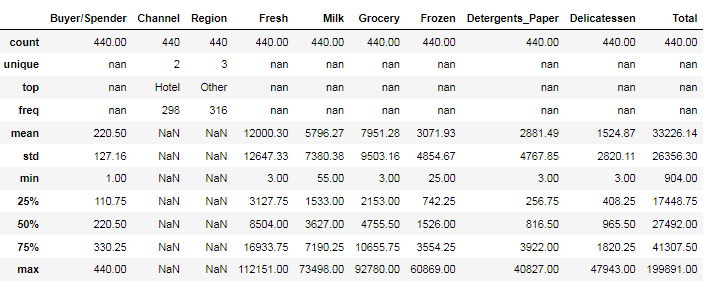 Buyer/Spender Channel Region Fresh Milk Grocery Frozen Detergents_Paper Delicatessen Total
count 440.00 440 440 440.00 440.00 440.00 440.00 440.00 440.00 440.00
unique nan 2 3 nan nan nan nan nan nan nan
top nan Hotel Other nan nan nan nan nan nan nan
freq nan 298 316 nan nan nan nan nan nan nan
mean 220.50 NaN NaN 12000.30 5796.27 7951.28 3071.93 2881.49 1524.87 33226.14
std 127.16 NaN NaN 12647.33 7380.38 9503.16 4854.67 4767.85 2820.11 26356.30
min 1.00 NaN NaN 3.00 55.00 3.00 25.00 3.00 3.00 904.00
25% 110.75 NaN NaN 3127.75 1533.00 2153.00 742.25 256.75 408.25 17448.75
50% 220.50 NaN NaN 8504.00 3627.00 4755.50 1526.00 816.50 965.50 27492.00
75% 330.25 NaN NaN 16933.75 7190.25 10655.75 3554.25 3922.00 1820.25 41307.50
max 440.00 NaN NaN 112151.00 73498.00 92780.00 60869.00 40827.00 47943.00 199891.00